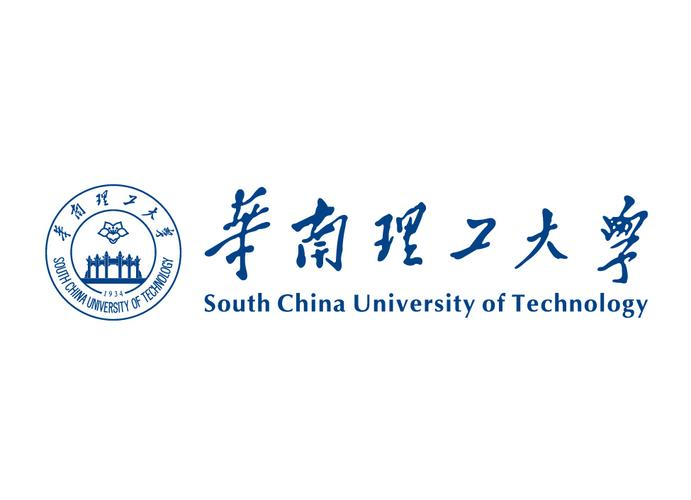 華南理工大學
SOUTH CHINA UNIVERSITY OF TECHNOLOGY
1934
華南理工大學
South China University of Technology